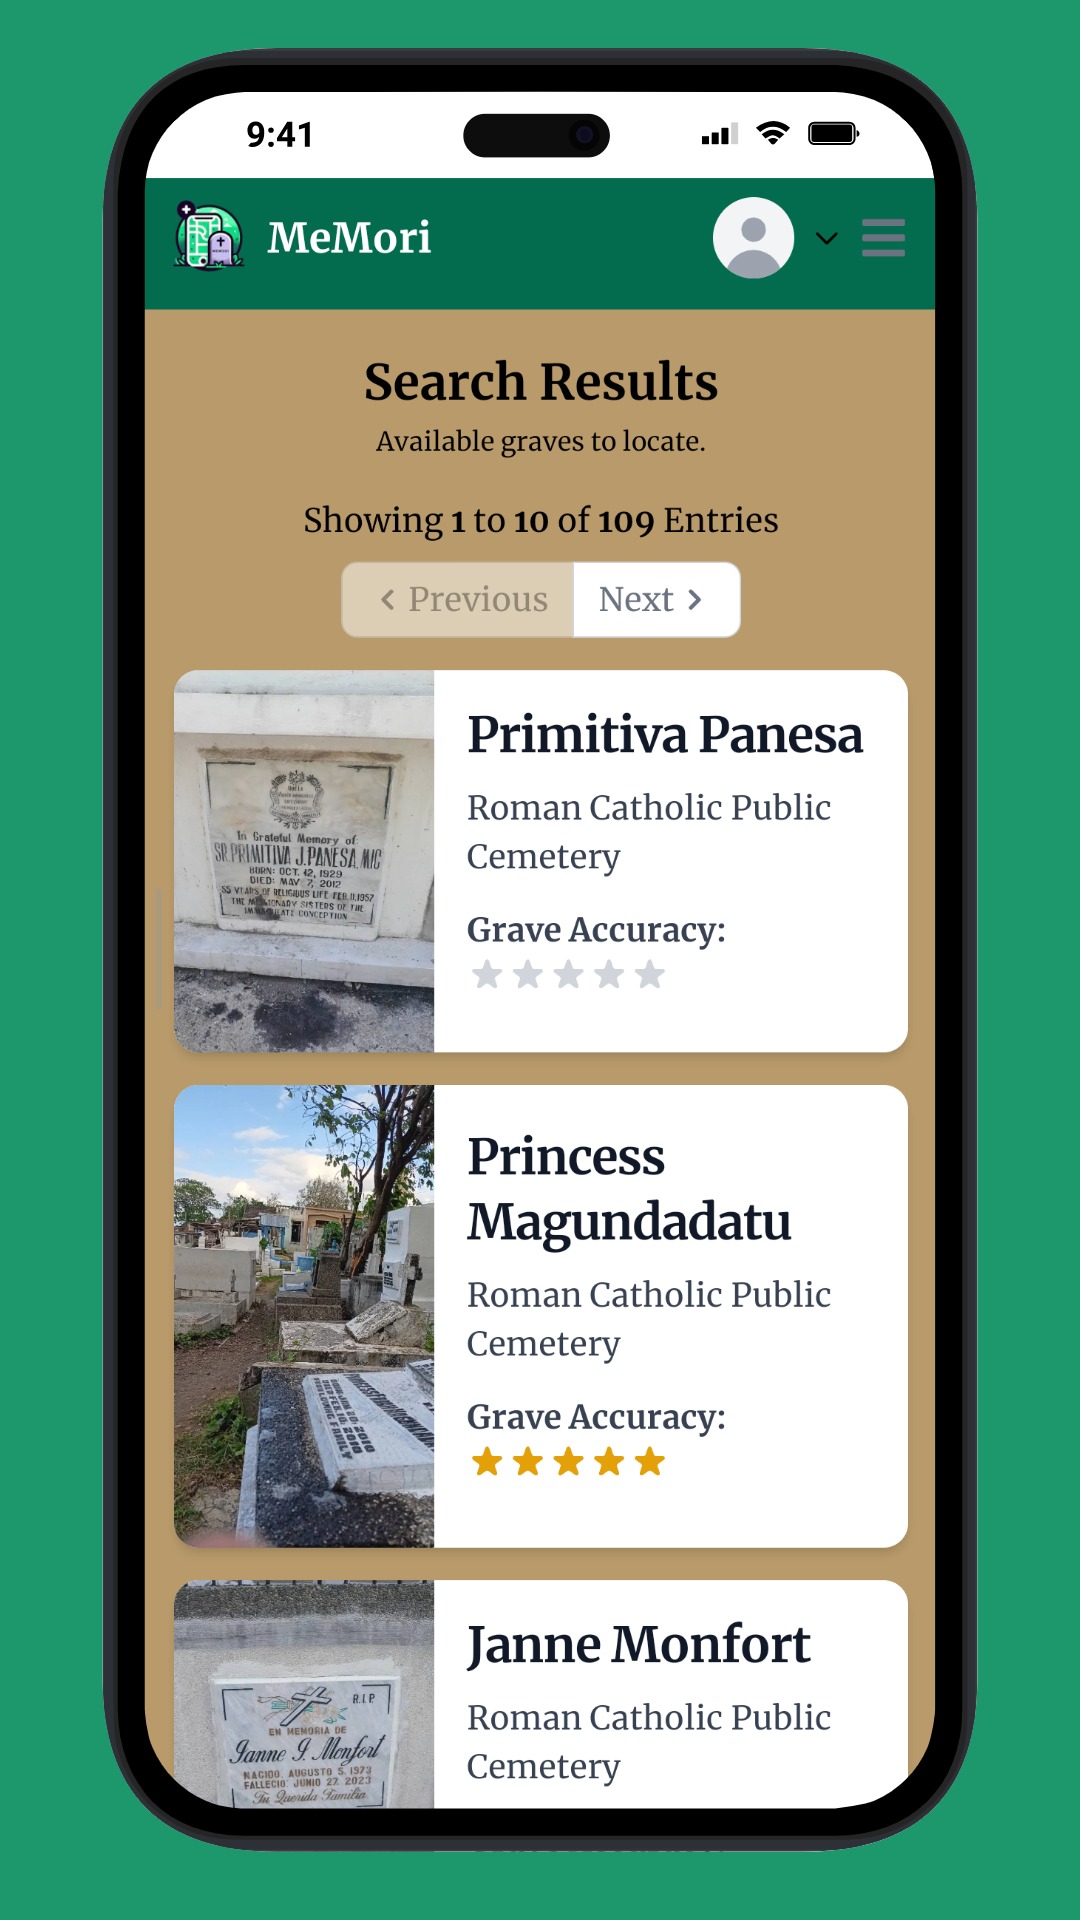 9:41
MeMori
Search Results
Available graves to locate.
Showing 1 to 10 of 109 Entries
Previous
Next
Primitiva Panesa
Roman Catholic Public
Cemetery
Grave Accuracy:
In Grateful Memory of:
SR. PRIMITIVA J. PANESA, MIC
BORN: OCT. 12, 1929
DIED: MAY 7, 2012
55 YEARS OF RELIGIOUS LIFE FEB. 11, 1957
THE MISSIONARY SISTERS OF THE
IMMACULATE CONCEPTION
Princess
Magundadatu
Roman Catholic Public
Cemetery
Grave Accuracy:
Janne Monfort
Roman Catholic Public
Cemetery
R.I.P
EN MEMORIA DE
Janne J. Monfort
NACIDO: AUGUSTO 5, 1973
FALLECIO: JUNIO 27, 2023
Tu Querida Familia